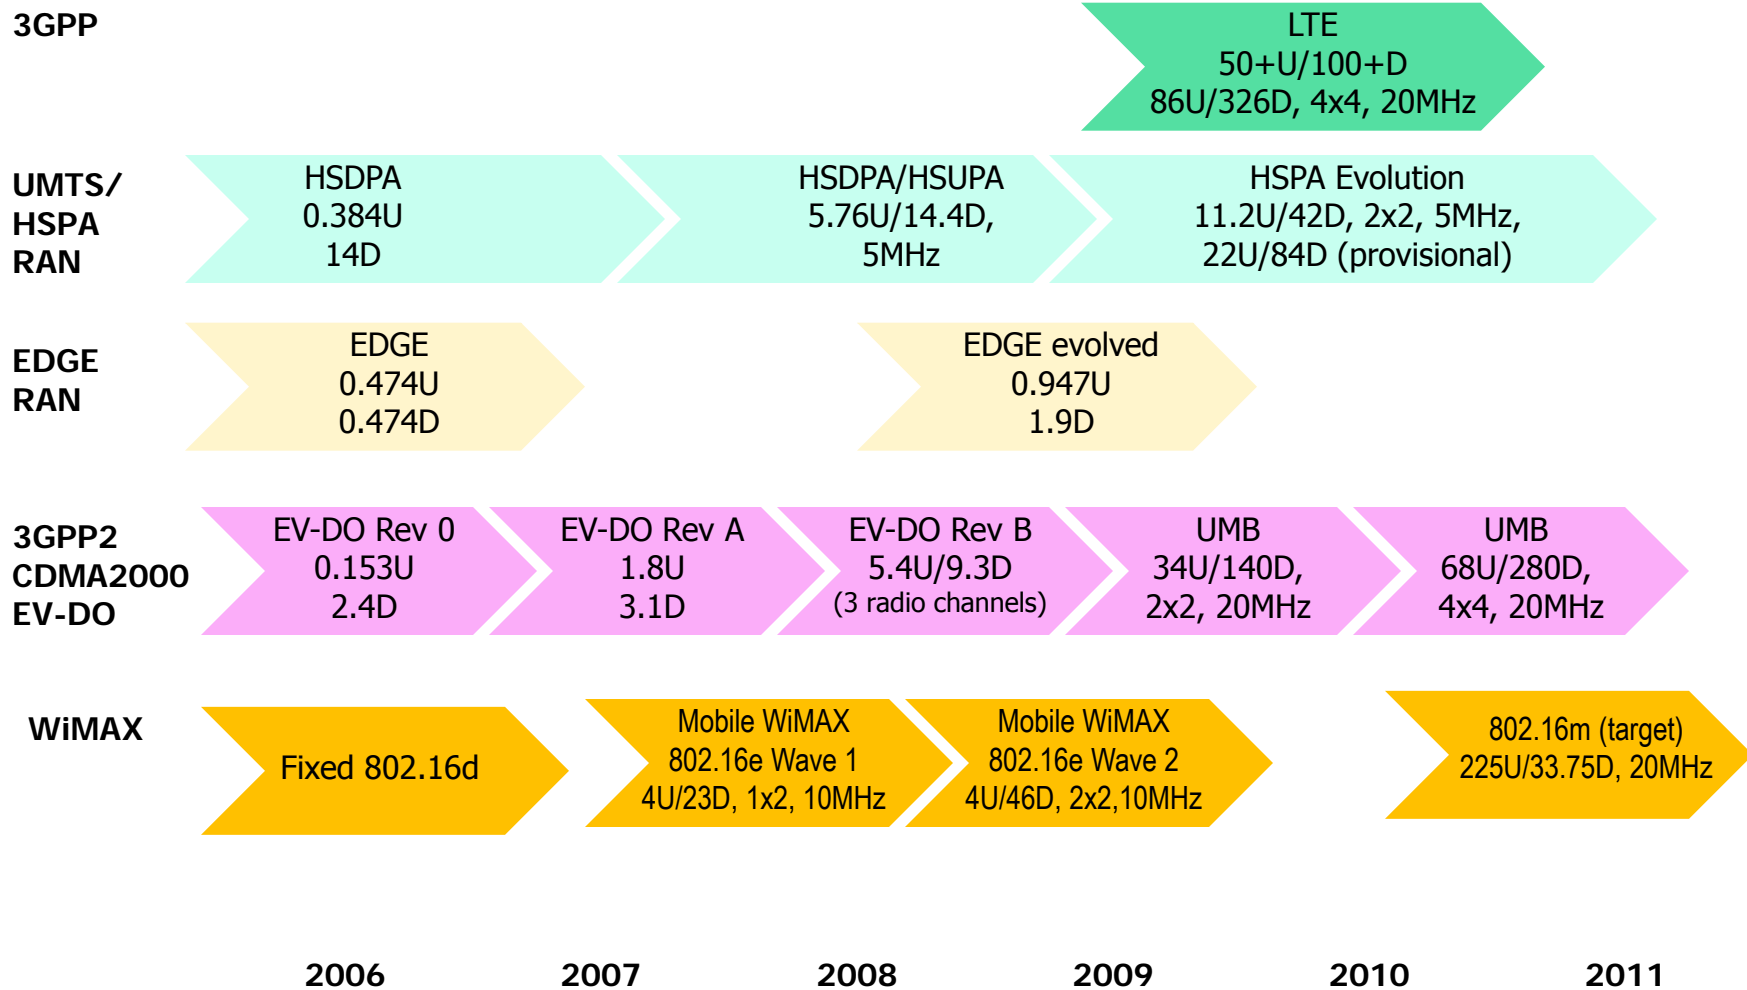 3GPP
LTE
50+U/100+D
86U/326D, 4x4, 20MHz
UMTS/
HSPA
RAN
HSDPA
0.384U
14D
HSDPA/HSUPA
5.76U/14.4D,
5MHz
HSPA Evolution
11.2U/42D, 2x2, 5MHz,
22U/84D (provisional)
EDGE
RAN
EDGE
0.474U
0.474D
EDGE evolved
0.947U
1.9D
3GPP2
CDMA2000
EV-DO
EV-DO Rev 0
0.153U
2.4D
EV-DO Rev A
1.8U
3.1D
EV-DO Rev B
5.4U/9.3D
(3 radio channels)
UMB
34U/140D,
2x2, 20MHz
UMB
68U/280D,
4x4, 20MHz
WiMAX
Fixed 802.16d
Mobile WiMAX
802.16e Wave 1
4U/23D, 1x2, 10MHz
Mobile WiMAX
802.16e Wave 2
4U/46D, 2x2,10MHz
802.16m (target)
225U/33.75D, 20MHz
2006 2007 2008 2009 2010 2011